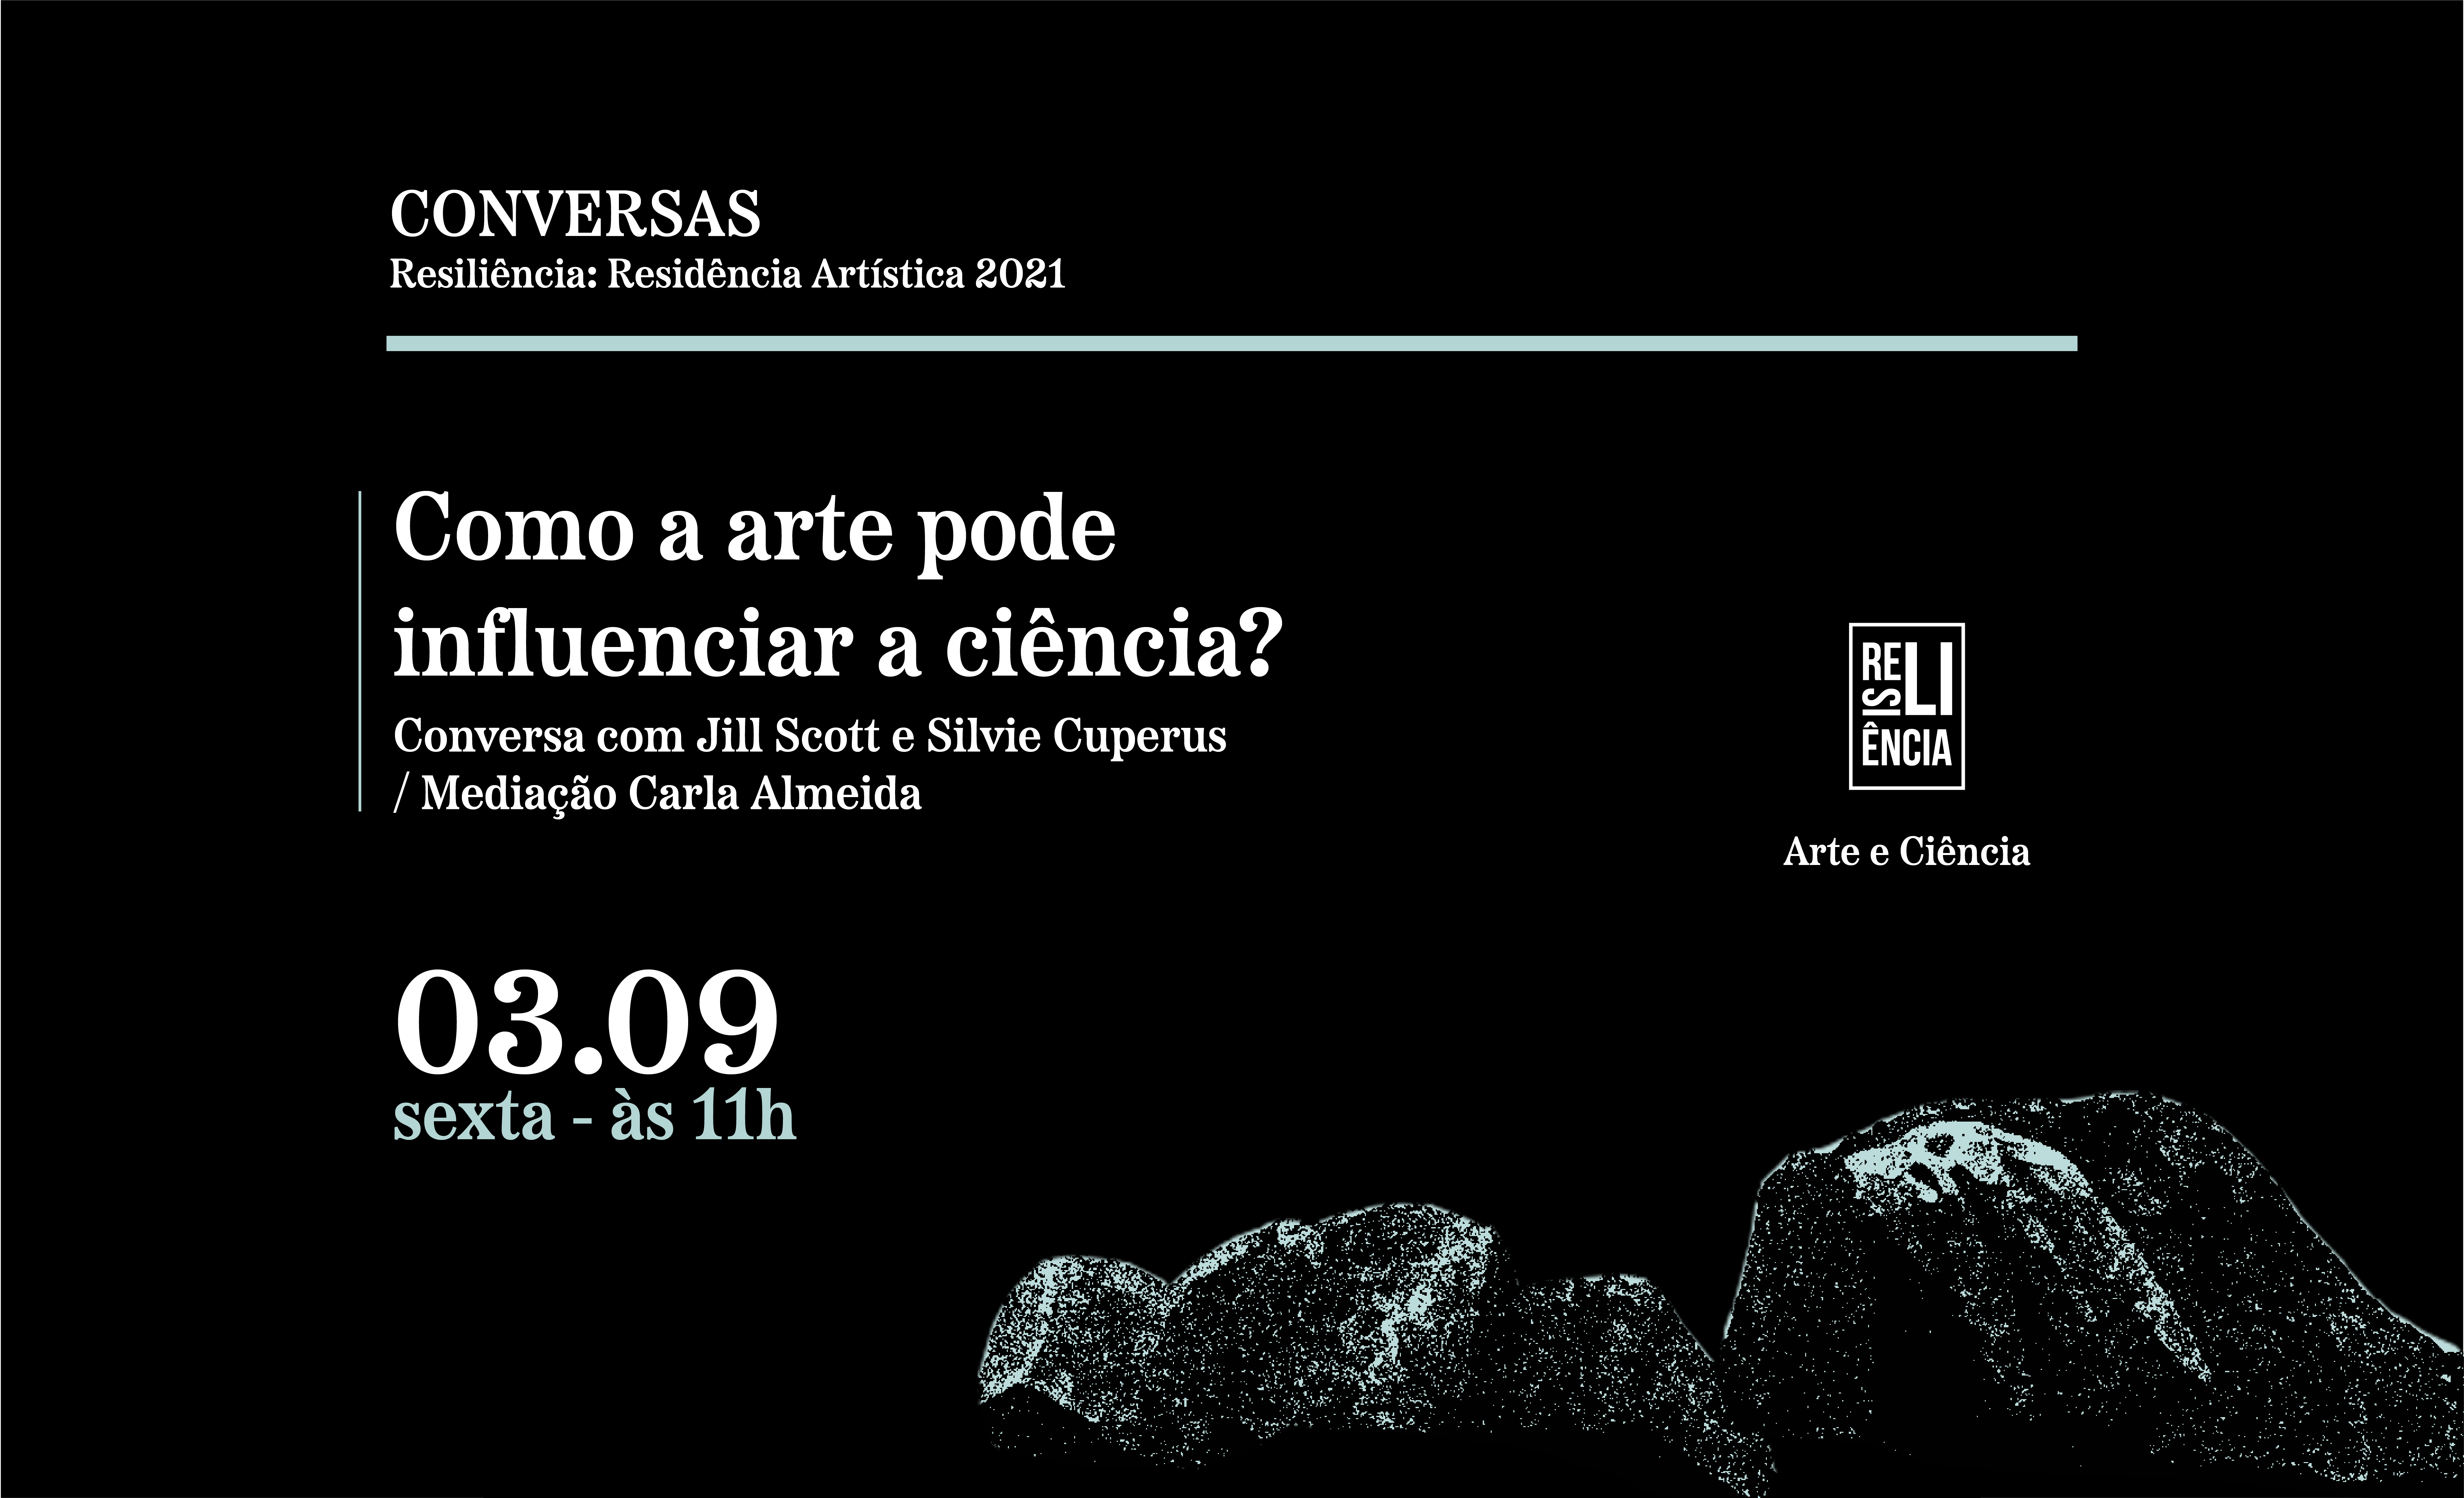 CONVERSAS
Resiliência: Residência Artística 2021
Como a arte pode
influenciar a ciência?
Conversa com Jill Scott e Silvie Cuperus
/ Mediação Carla Almeida
RE
SI
LI
ÊNCIA
Arte e Ciência
03.09
sexta - às 11h